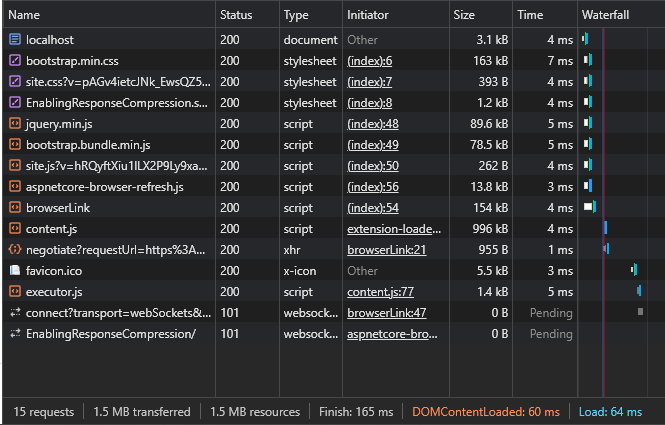 Name Status Type Initiator Size Time Waterfall
localhost 200 document Other 3.1 kB 4 ms
bootstrap.min.css 200 stylesheet (index):6 163 kB 7 ms
site.css?v=pAGv4ietcJNk_EwsQZ5... 200 stylesheet (index):7 393 B 4 ms
EnablingResponseCompression.s... 200 stylesheet (index):8 1.2 kB 4 ms
jquery.min.js 200 script (index):48 89.6 kB 5 ms
bootstrap.bundle.min.js 200 script (index):49 78.5 kB 5 ms
site.js?v=hRQyftXiu1lLX2P9Ly9xa... 200 script (index):50 262 B 4 ms
aspnetcore-browser-refresh.js 200 script (index):56 13.8 kB 3 ms
browserLink 200 script (index):54 154 kB 4 ms
content.js 200 script extension-loade... 996 kB 4 ms
negotiate?requestUrl=https%3A... 200 xhr browserLink:21 955 B 1 ms
favicon.ico 200 x-icon Other 5.5 kB 3 ms
executor.js 200 script content.js:77 1.4 kB 5 ms
connect?transport=webSockets&... 101 websock... browserLink:47 0 B Pending
EnablingResponseCompression/ 101 websock... aspnetcore-bro... 0 B Pending
15 requests 1.5 MB transferred 1.5 MB resources Finish: 165 ms DOMContentLoaded: 60 ms Load: 64 ms